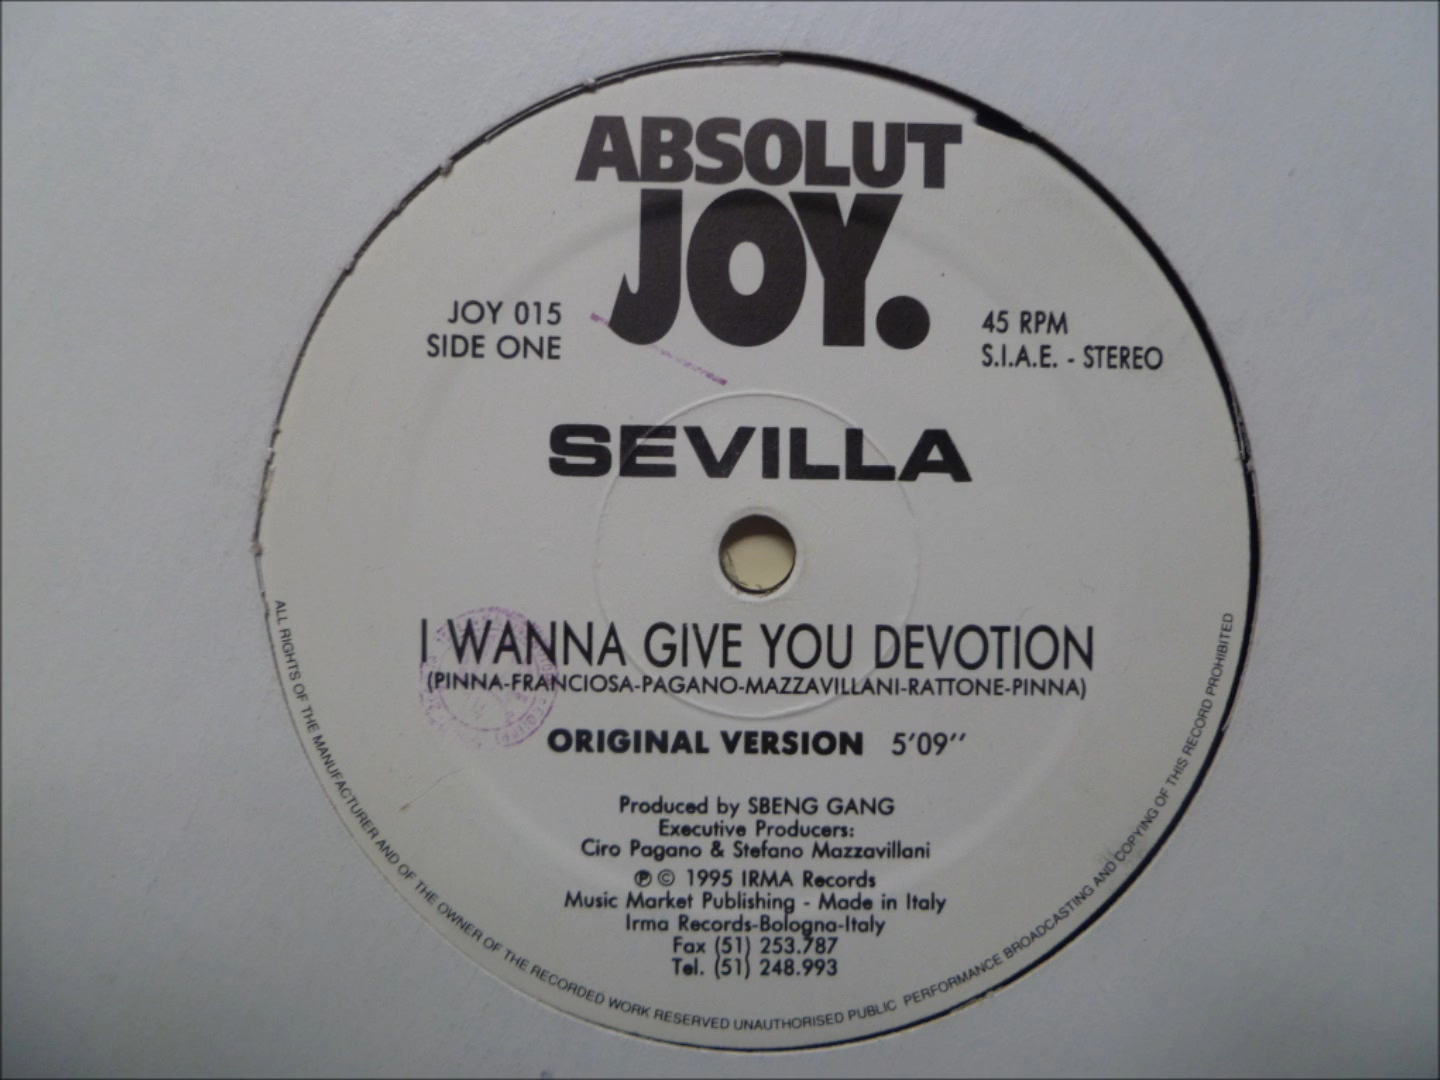 ABSOLUT
JOY.
JOY 015
SIDE ONE
45 RPM
S.I.A.E. - STEREO
SEVILLA
I WANNA GIVE YOU DEVOTION
(PINNA-FRANCIOSA-PAGANO-MAZZAVILLANI-RATTONE-PINNA)
ORIGINAL VERSION 5'09''
Produced by SBENG GANG
Executive Producers:
Ciro Pagano & Stefano Mazzavillani
℗ © 1995 IRMA Records
Music Market Publishing - Made in Italy
Irma Records-Bologna-Italy
Fax (51) 253.787
Tel. (51) 248.993
ALL RIGHTS OF THE MANUFACTURER AND OF THE OWNER OF THE RECORDED WORK RESERVED UNAUTHORISED PUBLIC PERFORMANCE BROADCASTING AND COPYING OF THIS RECORD PROHIBITED